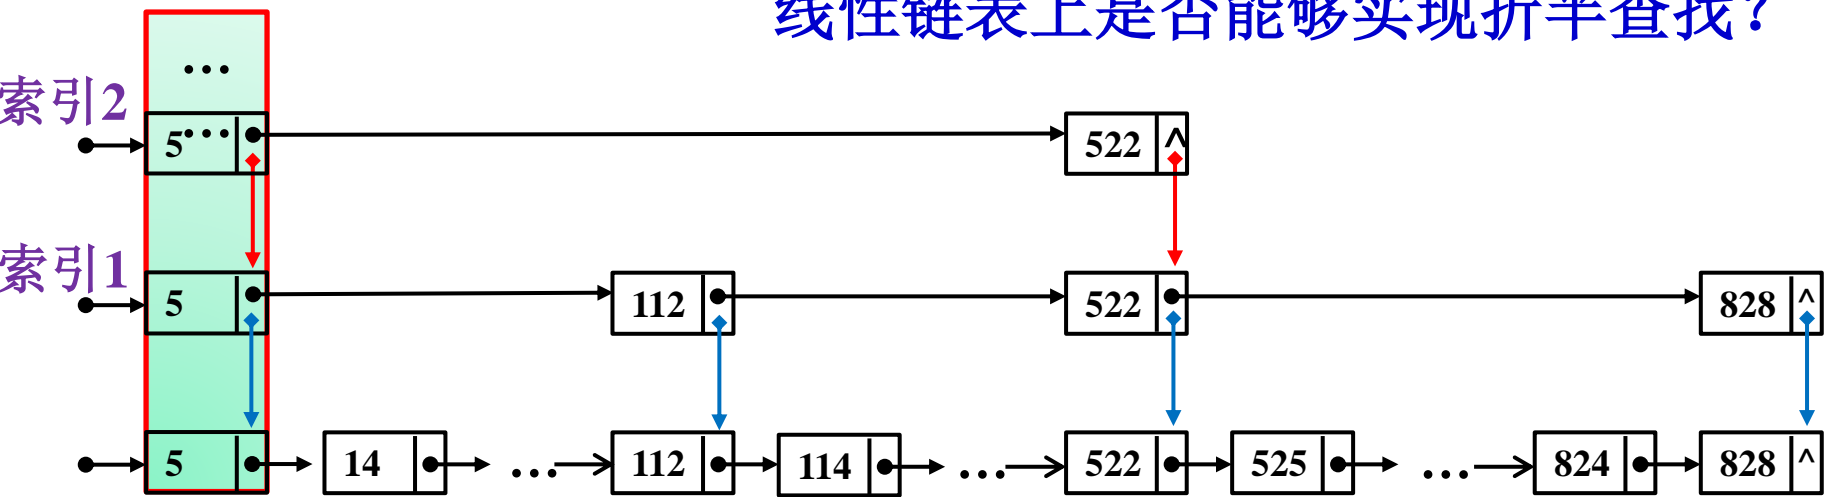 线性链表上是否能够实现折半查找?
…
索引2
5 … 522 ^
索引1
5 112 522 828 ^
5 14 … 112 114 … 522 525 … 824 828 ^